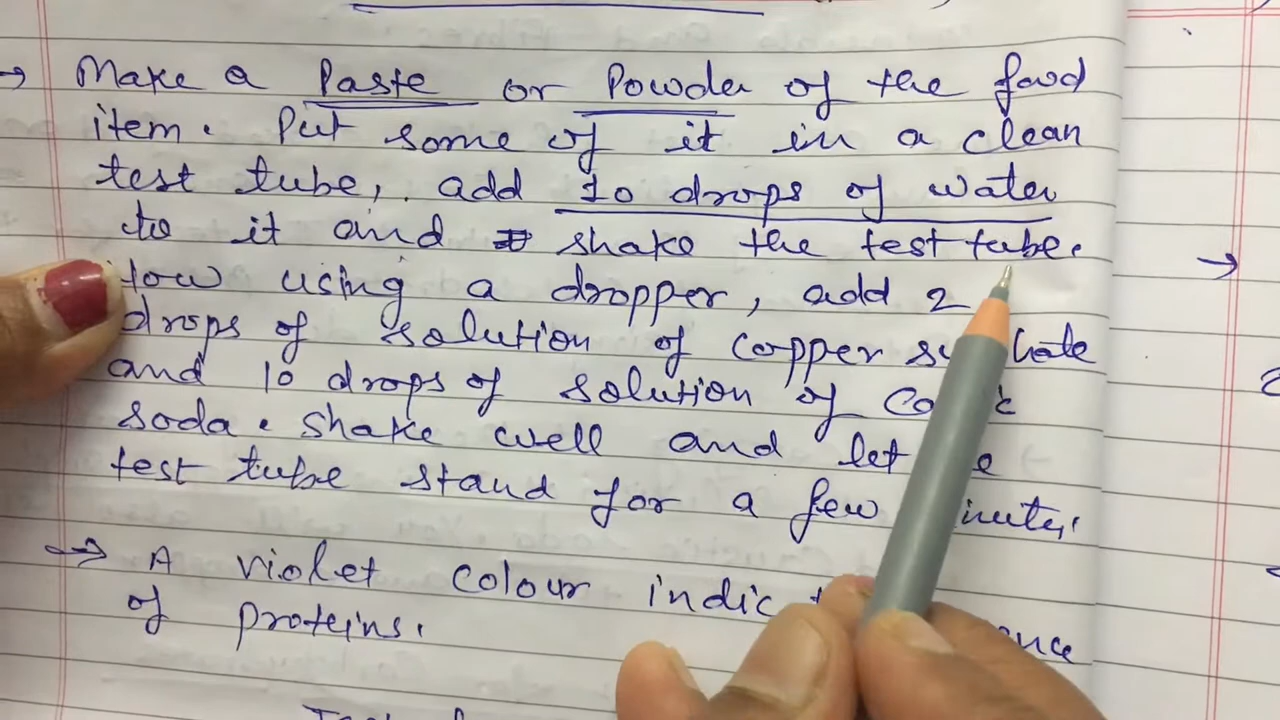 → Make a Paste or Powder of the food
item. Put some of it in a clean
test tube, add 10 drops of water
to it and shake the test tube.
using a dropper, add 2
drops of solution of copper
and 10 drops of solution of
soda. Shake well and let
test tube stand for a few
→ A violet colour
of proteins.